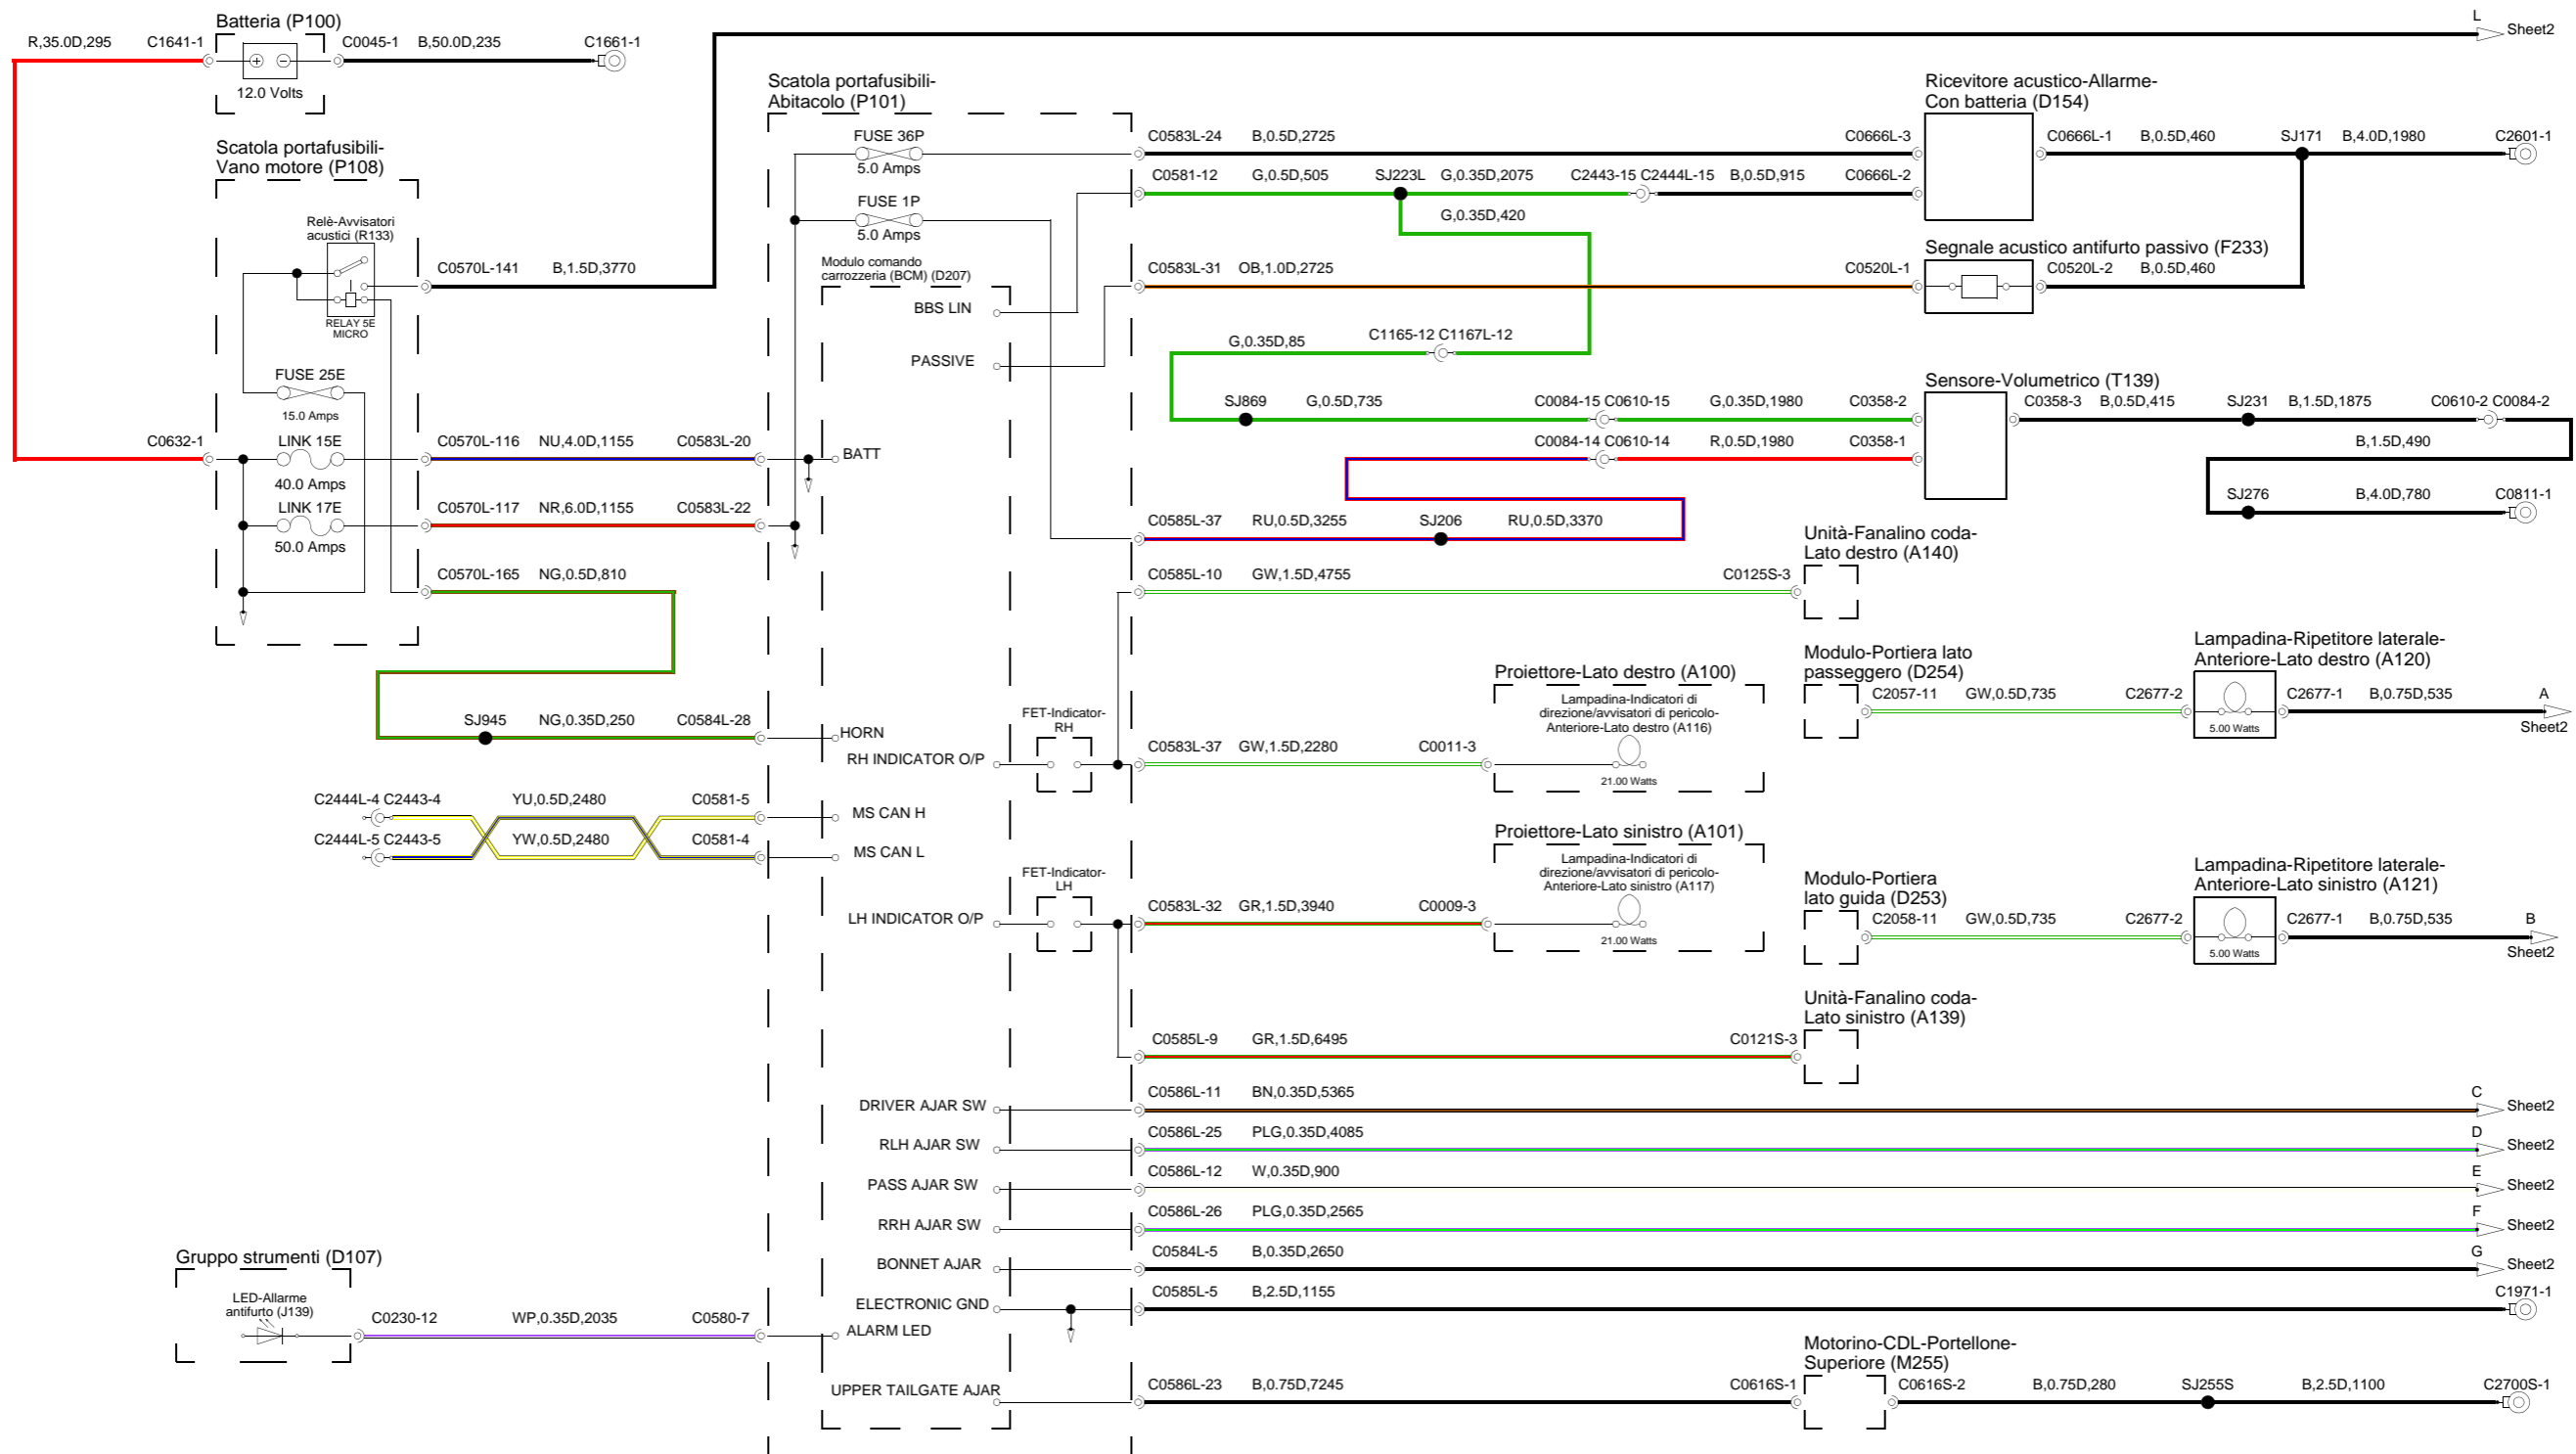 Batteria (P100)
R,35.0D,295
C1641-1
C0045-1
B,50.0D,235
C1661-1
12.0 Volts
L
Sheet2
Scatola portafusibili-
Vano motore (P108)
Relè-Avvisatori
acustici (R133)
RELAY 5E
MICRO
C0570L-141
B,1.5D,3770
FUSE 25E
15.0 Amps
C0632-1
LINK 15E
40.0 Amps
C0570L-116
NU,4.0D,1155
C0583L-20
LINK 17E
50.0 Amps
C0570L-117
NR,6.0D,1155
C0583L-22
C0570L-165
NG,0.5D,810
SJ945
NG,0.35D,250
C0584L-28
C2444L-4 C2443-4
YU,0.5D,2480
C0581-5
C2444L-5 C2443-5
YW,0.5D,2480
C0581-4
Gruppo strumenti (D107)
LED-Allarme
antifurto (J139)
C0230-12
WP,0.35D,2035
C0580-7
Scatola portafusibili-
Abitacolo (P101)
FUSE 36P
5.0 Amps
FUSE 1P
5.0 Amps
Modulo comando
carrozzeria (BCM) (D207)
BBS LIN
PASSIVE
BATT
HORN
RH INDICATOR O/P
MS CAN H
MS CAN L
LH INDICATOR O/P
DRIVER AJAR SW
RLH AJAR SW
PASS AJAR SW
RRH AJAR SW
BONNET AJAR
ELECTRONIC GND
ALARM LED
UPPER TAILGATE AJAR
FET-Indicator-
RH
FET-Indicator-
LH
C0583L-24
B,0.5D,2725
C0666L-3
Ricevitore acustico-Allarme-
Con batteria (D154)
C0666L-1
B,0.5D,460
SJ171
B,4.0D,1980
C2601-1
C0581-12
G,0.5D,505
SJ223L
G,0.35D,2075
C2443-15 C2444L-15
B,0.5D,915
C0666L-2
G,0.35D,420
Segnale acustico antifurto passivo (F233)
C0583L-31
OB,1.0D,2725
C0520L-1
C0520L-2
B,0.5D,460
G,0.35D,85
C1165-12 C1167L-12
Sensore-Volumetrico (T139)
SJ869
G,0.5D,735
C0084-15 C0610-15
G,0.35D,1980
C0358-2
C0358-3
B,0.5D,415
SJ231
B,1.5D,1875
C0610-2 C0084-2
C0084-14 C0610-14
R,0.5D,1980
C0358-1
B,1.5D,490
SJ276
B,4.0D,780
C0811-1
C0585L-37
RU,0.5D,3255
SJ206
RU,0.5D,3370
Unità-Fanalino coda-
Lato destro (A140)
C0585L-10
GW,1.5D,4755
C0125S-3
Proiettore-Lato destro (A100)
Lampadina-Indicatori di
direzione/avvisatori di pericolo-
Anteriore-Lato destro (A116)
21.00 Watts
C0583L-37
GW,1.5D,2280
C0011-3
Modulo-Portiera lato
passeggero (D254)
C2057-11
GW,0.5D,735
C2677-2
Lampadina-Ripetitore laterale-
Anteriore-Lato destro (A120)
5.00 Watts
C2677-1
B,0.75D,535
A
Sheet2
Proiettore-Lato sinistro (A101)
Lampadina-Indicatori di
direzione/avvisatori di pericolo-
Anteriore-Lato sinistro (A117)
21.00 Watts
C0583L-32
GR,1.5D,3940
C0009-3
Modulo-Portiera
lato guida (D253)
C2058-11
GW,0.5D,735
C2677-2
Lampadina-Ripetitore laterale-
Anteriore-Lato sinistro (A121)
5.00 Watts
C2677-1
B,0.75D,535
B
Sheet2
Unità-Fanalino coda-
Lato sinistro (A139)
C0585L-9
GR,1.5D,6495
C0121S-3
C0586L-11
BN,0.35D,5365
C
Sheet2
C0586L-25
PLG,0.35D,4085
D
Sheet2
C0586L-12
W,0.35D,900
E
Sheet2
C0586L-26
PLG,0.35D,2565
F
Sheet2
C0584L-5
B,0.35D,2650
G
Sheet2
C0585L-5
B,2.5D,1155
C1971-1
Motorino-CDL-Portellone-
Superiore (M255)
C0586L-23
B,0.75D,7245
C0616S-1
C0616S-2
B,0.75D,280
SJ255S
B,2.5D,1100
C2700S-1